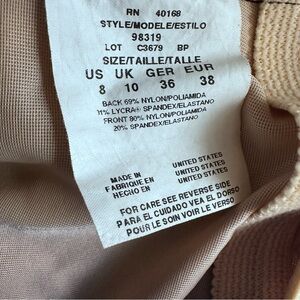 RN 40168
STYLE/MODELE/ESTILO
98319
LOT C3679 BP
SIZE/TAILLE/TALLE
US UK GER EUR
8 10 36 38
BACK 69% NYLON/POLIAMIDA
11% LYCRA® SPANDEX/ELASTANO
FRONT 80% NYLON/POLIAMIDA
20% SPANDEX/ELASTANO
MADE IN UNITED STATES
FABRIQUE EN UNITED STATES
HECHO EN UNITED STATES
FOR CARE SEE REVERSE SIDE
PARA EL CUIDADO VEA EL DORSO
POUR LE SOIN VOIR LE VERSO